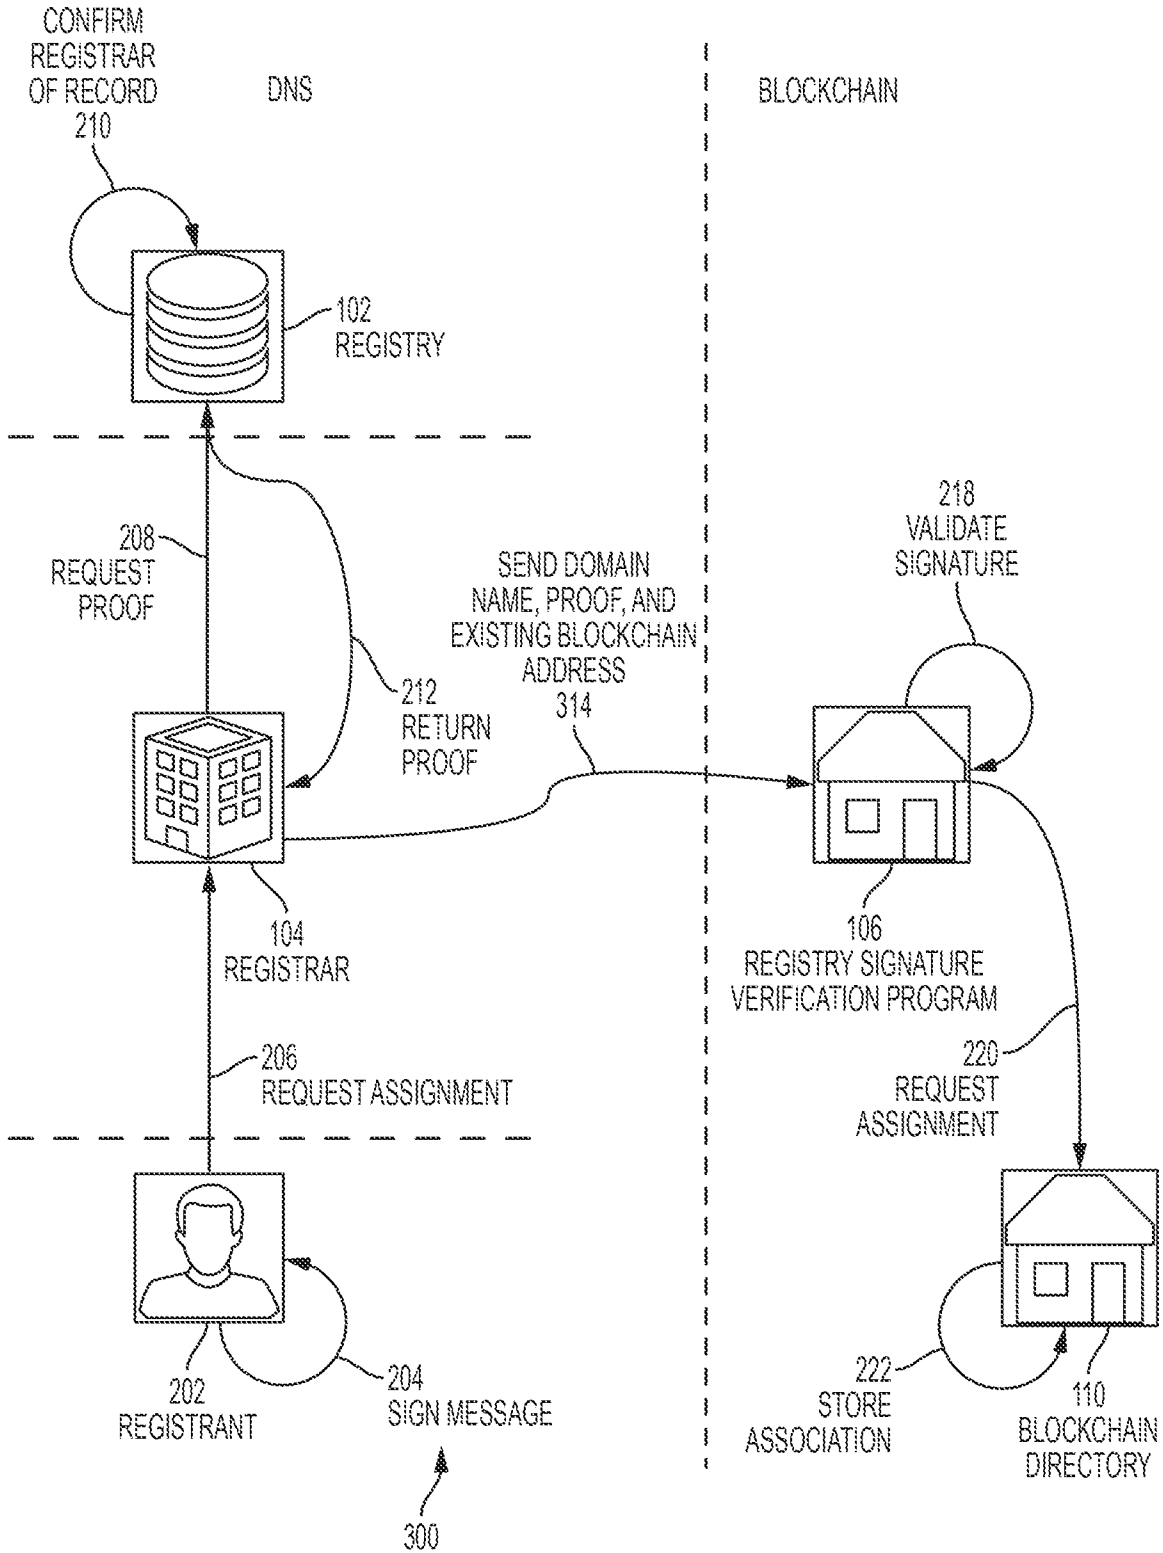 CONFIRM
REGISTRAR
OF RECORD
210
DNS
BLOCKCHAIN
102
REGISTRY
208
REQUEST
PROOF
212
RETURN
PROOF
SEND DOMAIN
NAME, PROOF, AND
EXISTING BLOCKCHAIN
ADDRESS
314
218
VALIDATE
SIGNATURE
104
REGISTRAR
106
REGISTRY SIGNATURE
VERIFICATION PROGRAM
206
REQUEST ASSIGNMENT
220
REQUEST
ASSIGNMENT
202
REGISTRANT
204
SIGN MESSAGE
222
STORE
ASSOCIATION
110
BLOCKCHAIN
DIRECTORY
300